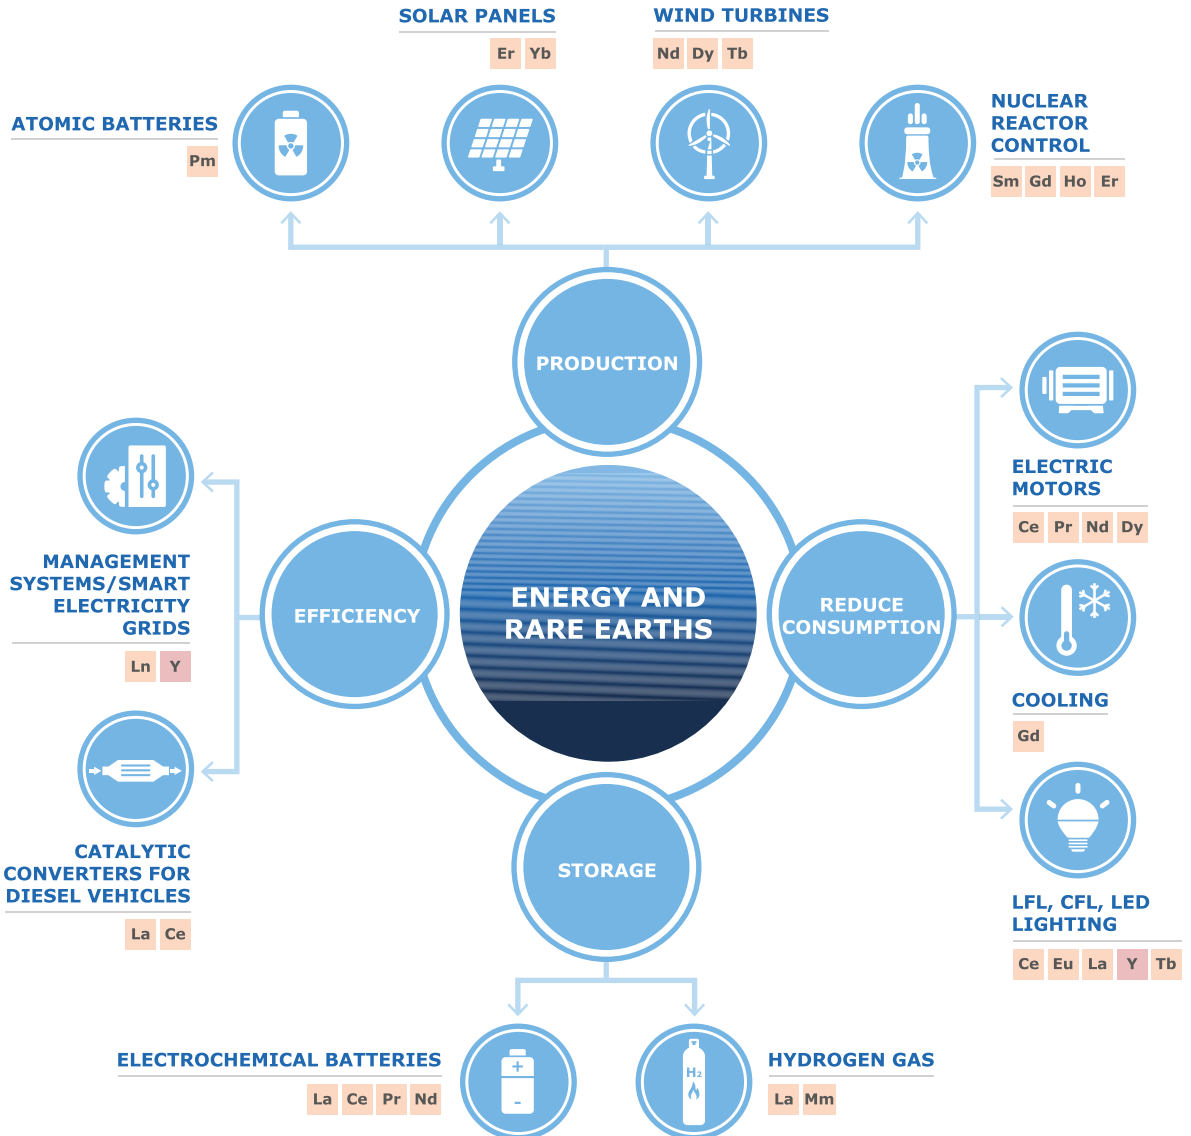 SOLAR PANELS
Er Yb
WIND TURBINES
Nd Dy Tb
ATOMIC BATTERIES
Pm
NUCLEAR
REACTOR
CONTROL
Sm Gd Ho Er
PRODUCTION
ENERGY AND
RARE EARTHS
EFFICIENCY
MANAGEMENT
SYSTEMS/SMART
ELECTRICITY
GRIDS
Ln Y
CATALYTIC
CONVERTERS FOR
DIESEL VEHICLES
La Ce
REDUCE
CONSUMPTION
ELECTRIC
MOTORS
Ce Pr Nd Dy
COOLING
Gd
LFL, CFL, LED
LIGHTING
Ce Eu La Y Tb
STORAGE
ELECTROCHEMICAL BATTERIES
La Ce Pr Nd
+
-
H₂
HYDROGEN GAS
La Mm